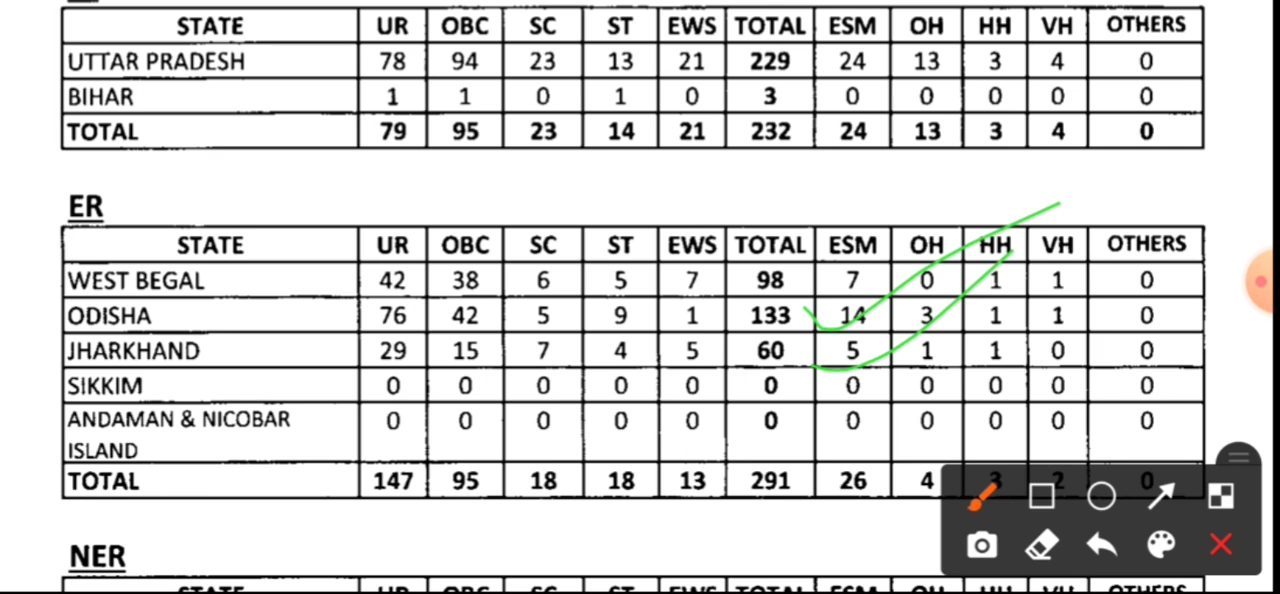 STATE UR OBC SC ST EWS TOTAL ESM OH HH VH OTHERS
UTTAR PRADESH 78 94 23 13 21 229 24 13 3 4 0
BIHAR 1 1 0 1 0 3 0 0 0 0 0
TOTAL 79 95 23 14 21 232 24 13 3 4 0
ER
STATE UR OBC SC ST EWS TOTAL ESM OH HH VH OTHERS
WEST BEGAL 42 38 6 5 7 98 7 0 1 1 0
ODISHA 76 42 5 9 1 133 14 3 1 1 0
JHARKHAND 29 15 7 4 5 60 5 1 1 0 0
SIKKIM 0 0 0 0 0 0 0 0 0 0 0
ANDAMAN & NICOBAR 0 0 0 0 0 0 0 0 0 0 0
ISLAND
TOTAL 147 95 18 18 13 291 26 4 3 2 0
NER
STATE UR OBC SC ST EWS TOTAL ESM OH HH VH OTHERS